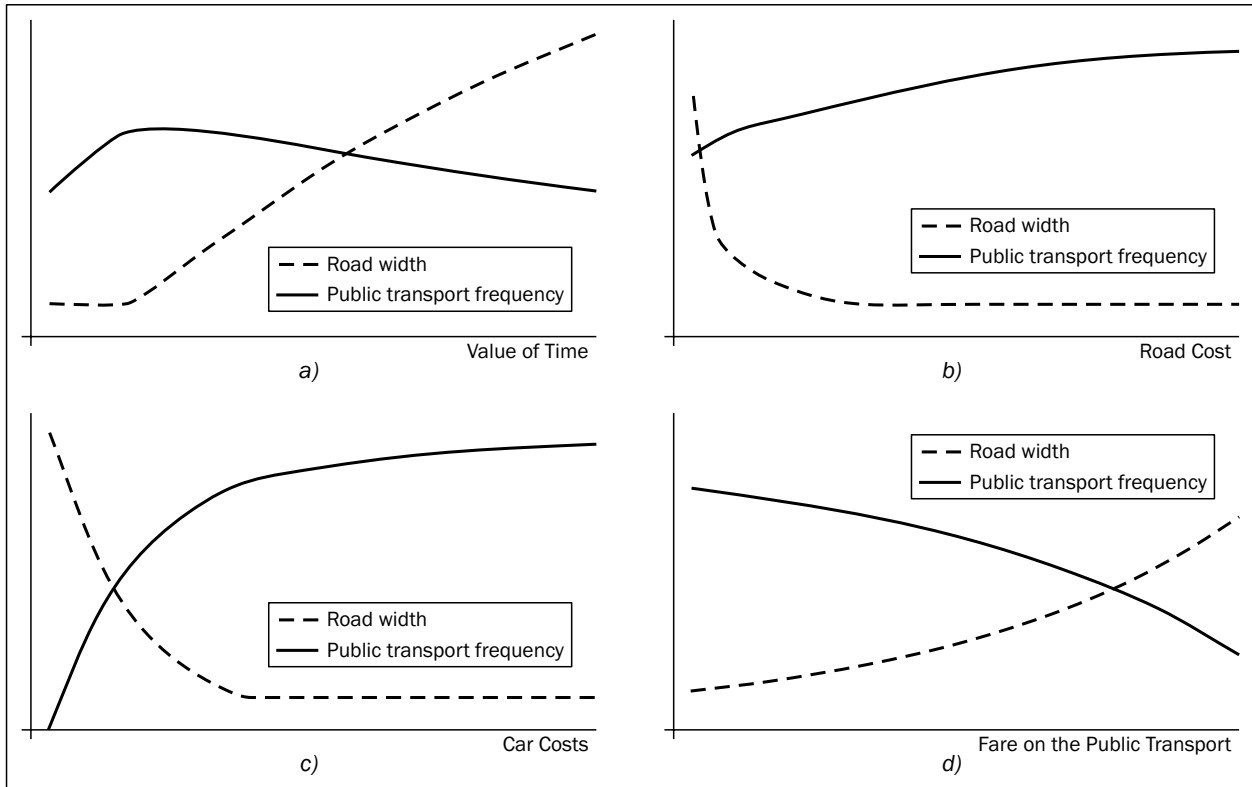 Road width
Public transport frequency
Value of Time
a)
Road width
Public transport frequency
Road Cost
b)
Road width
Public transport frequency
Car Costs
c)
Road width
Public transport frequency
Fare on the Public Transport
d)